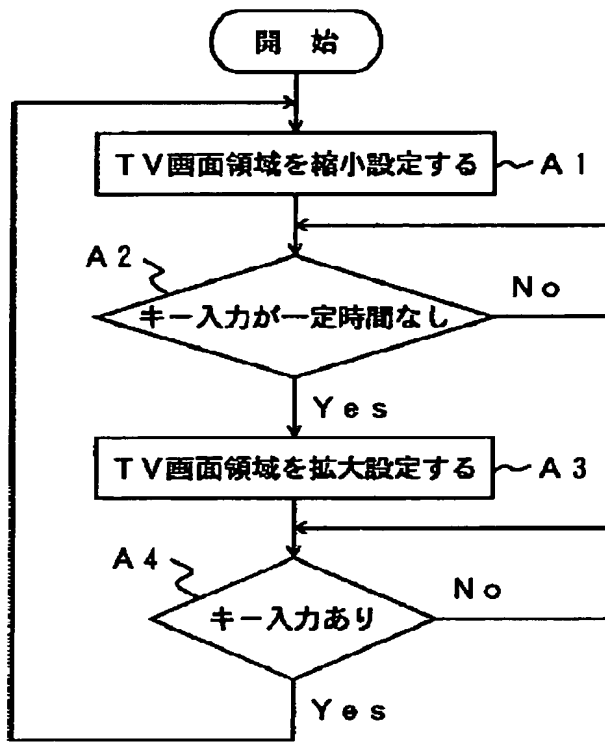 開 始
TV画面領域を縮小設定する
A1
A2
キー入力が一定時間なし
No
Yes
TV画面領域を拡大設定する
A3
A4
キー入力あり
No
Yes